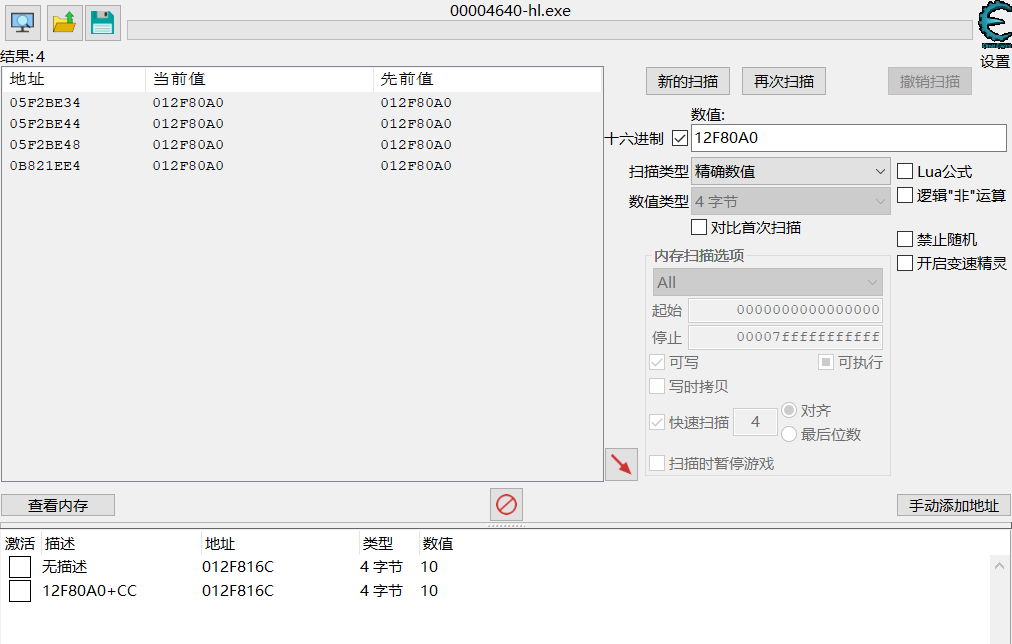 00004640-hl.exe
设置
结果:4
地址 当前值 先前值
05F2BE34 012F80A0 012F80A0
05F2BE44 012F80A0 012F80A0
05F2BE48 012F80A0 012F80A0
0B821EE4 012F80A0 012F80A0
新的扫描 再次扫描 撤销扫描
数值:
十六进制 12F80A0
扫描类型 精确数值 Lua公式
数值类型 4 字节 逻辑"非"运算
对比首次扫描
禁止随机
内存扫描选项
开启变速精灵
All
起始 0000000000000000
停止 00007fffffffffff
可写 可执行
写时拷贝
快速扫描 4 对齐
最后位数
扫描时暂停游戏
查看内存 手动添加地址
激活 描述 地址 类型 数值
无描述 012F816C 4 字节 10
12F80A0+CC 012F816C 4 字节 10